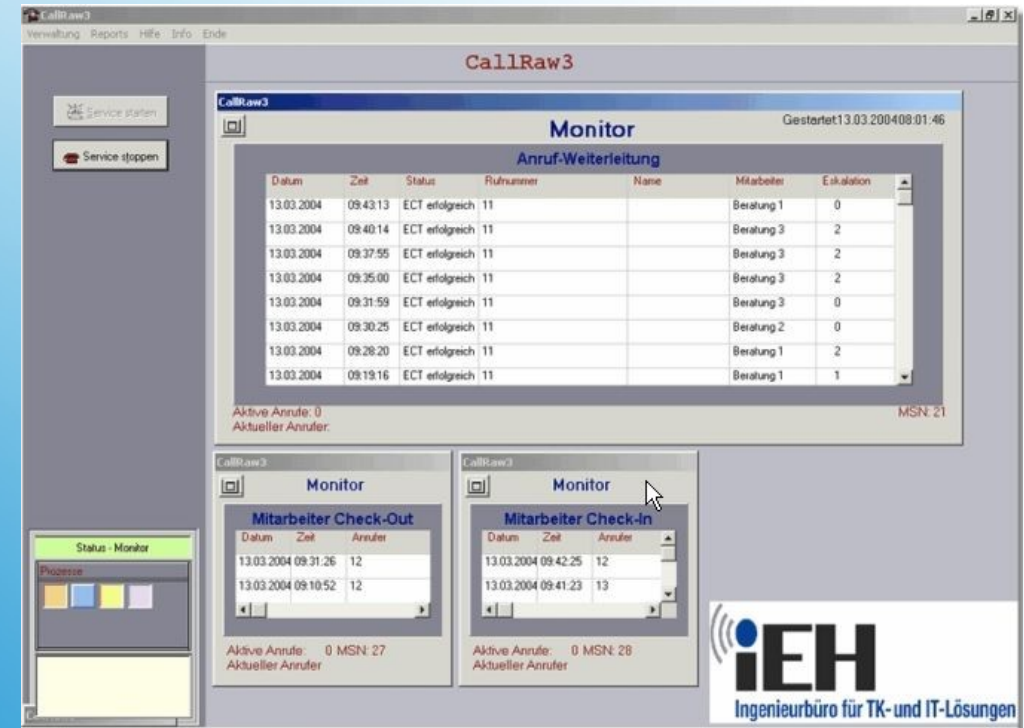 CallRaw3
Verwaltung Reports Hilfe Info Ende
CallRaw3
Service starten
Service stoppen
CallRaw3
Monitor
Gestartet13.03.200408:01:46
Anruf-Weiterleitung
Datum Zeit Status Rufnummer Name Mitarbeiter Eskalation
13.03.2004 09:43:13 ECT erfolgreich 11 Beratung 1 0
13.03.2004 09:40:14 ECT erfolgreich 11 Beratung 3 2
13.03.2004 09:37:55 ECT erfolgreich 11 Beratung 3 2
13.03.2004 09:35:00 ECT erfolgreich 11 Beratung 3 2
13.03.2004 09:31:59 ECT erfolgreich 11 Beratung 3 0
13.03.2004 09:30:25 ECT erfolgreich 11 Beratung 2 0
13.03.2004 09:28:20 ECT erfolgreich 11 Beratung 1 2
13.03.2004 09:19:16 ECT erfolgreich 11 Beratung 1 1
Aktive Anrufe: 0 MSN: 21
Aktueller Anrufer:
CallRaw3
Monitor
Mitarbeiter Check-Out
Datum Zeit Anrufer
13.03.2004 09:31:26 12
13.03.2004 09:10:52 12
Aktive Anrufe: 0 MSN: 27
Aktueller Anrufer
CallRaw3
Monitor
Mitarbeiter Check-In
Datum Zeit Anrufer
13.03.2004 09:42:25 12
13.03.2004 09:41:23 13
Aktive Anrufe: 0 MSN: 28
Aktueller Anrufer
Status - Monitor
Prozesse
iEH
Ingenieurbüro für TK-und IT-Lösungen